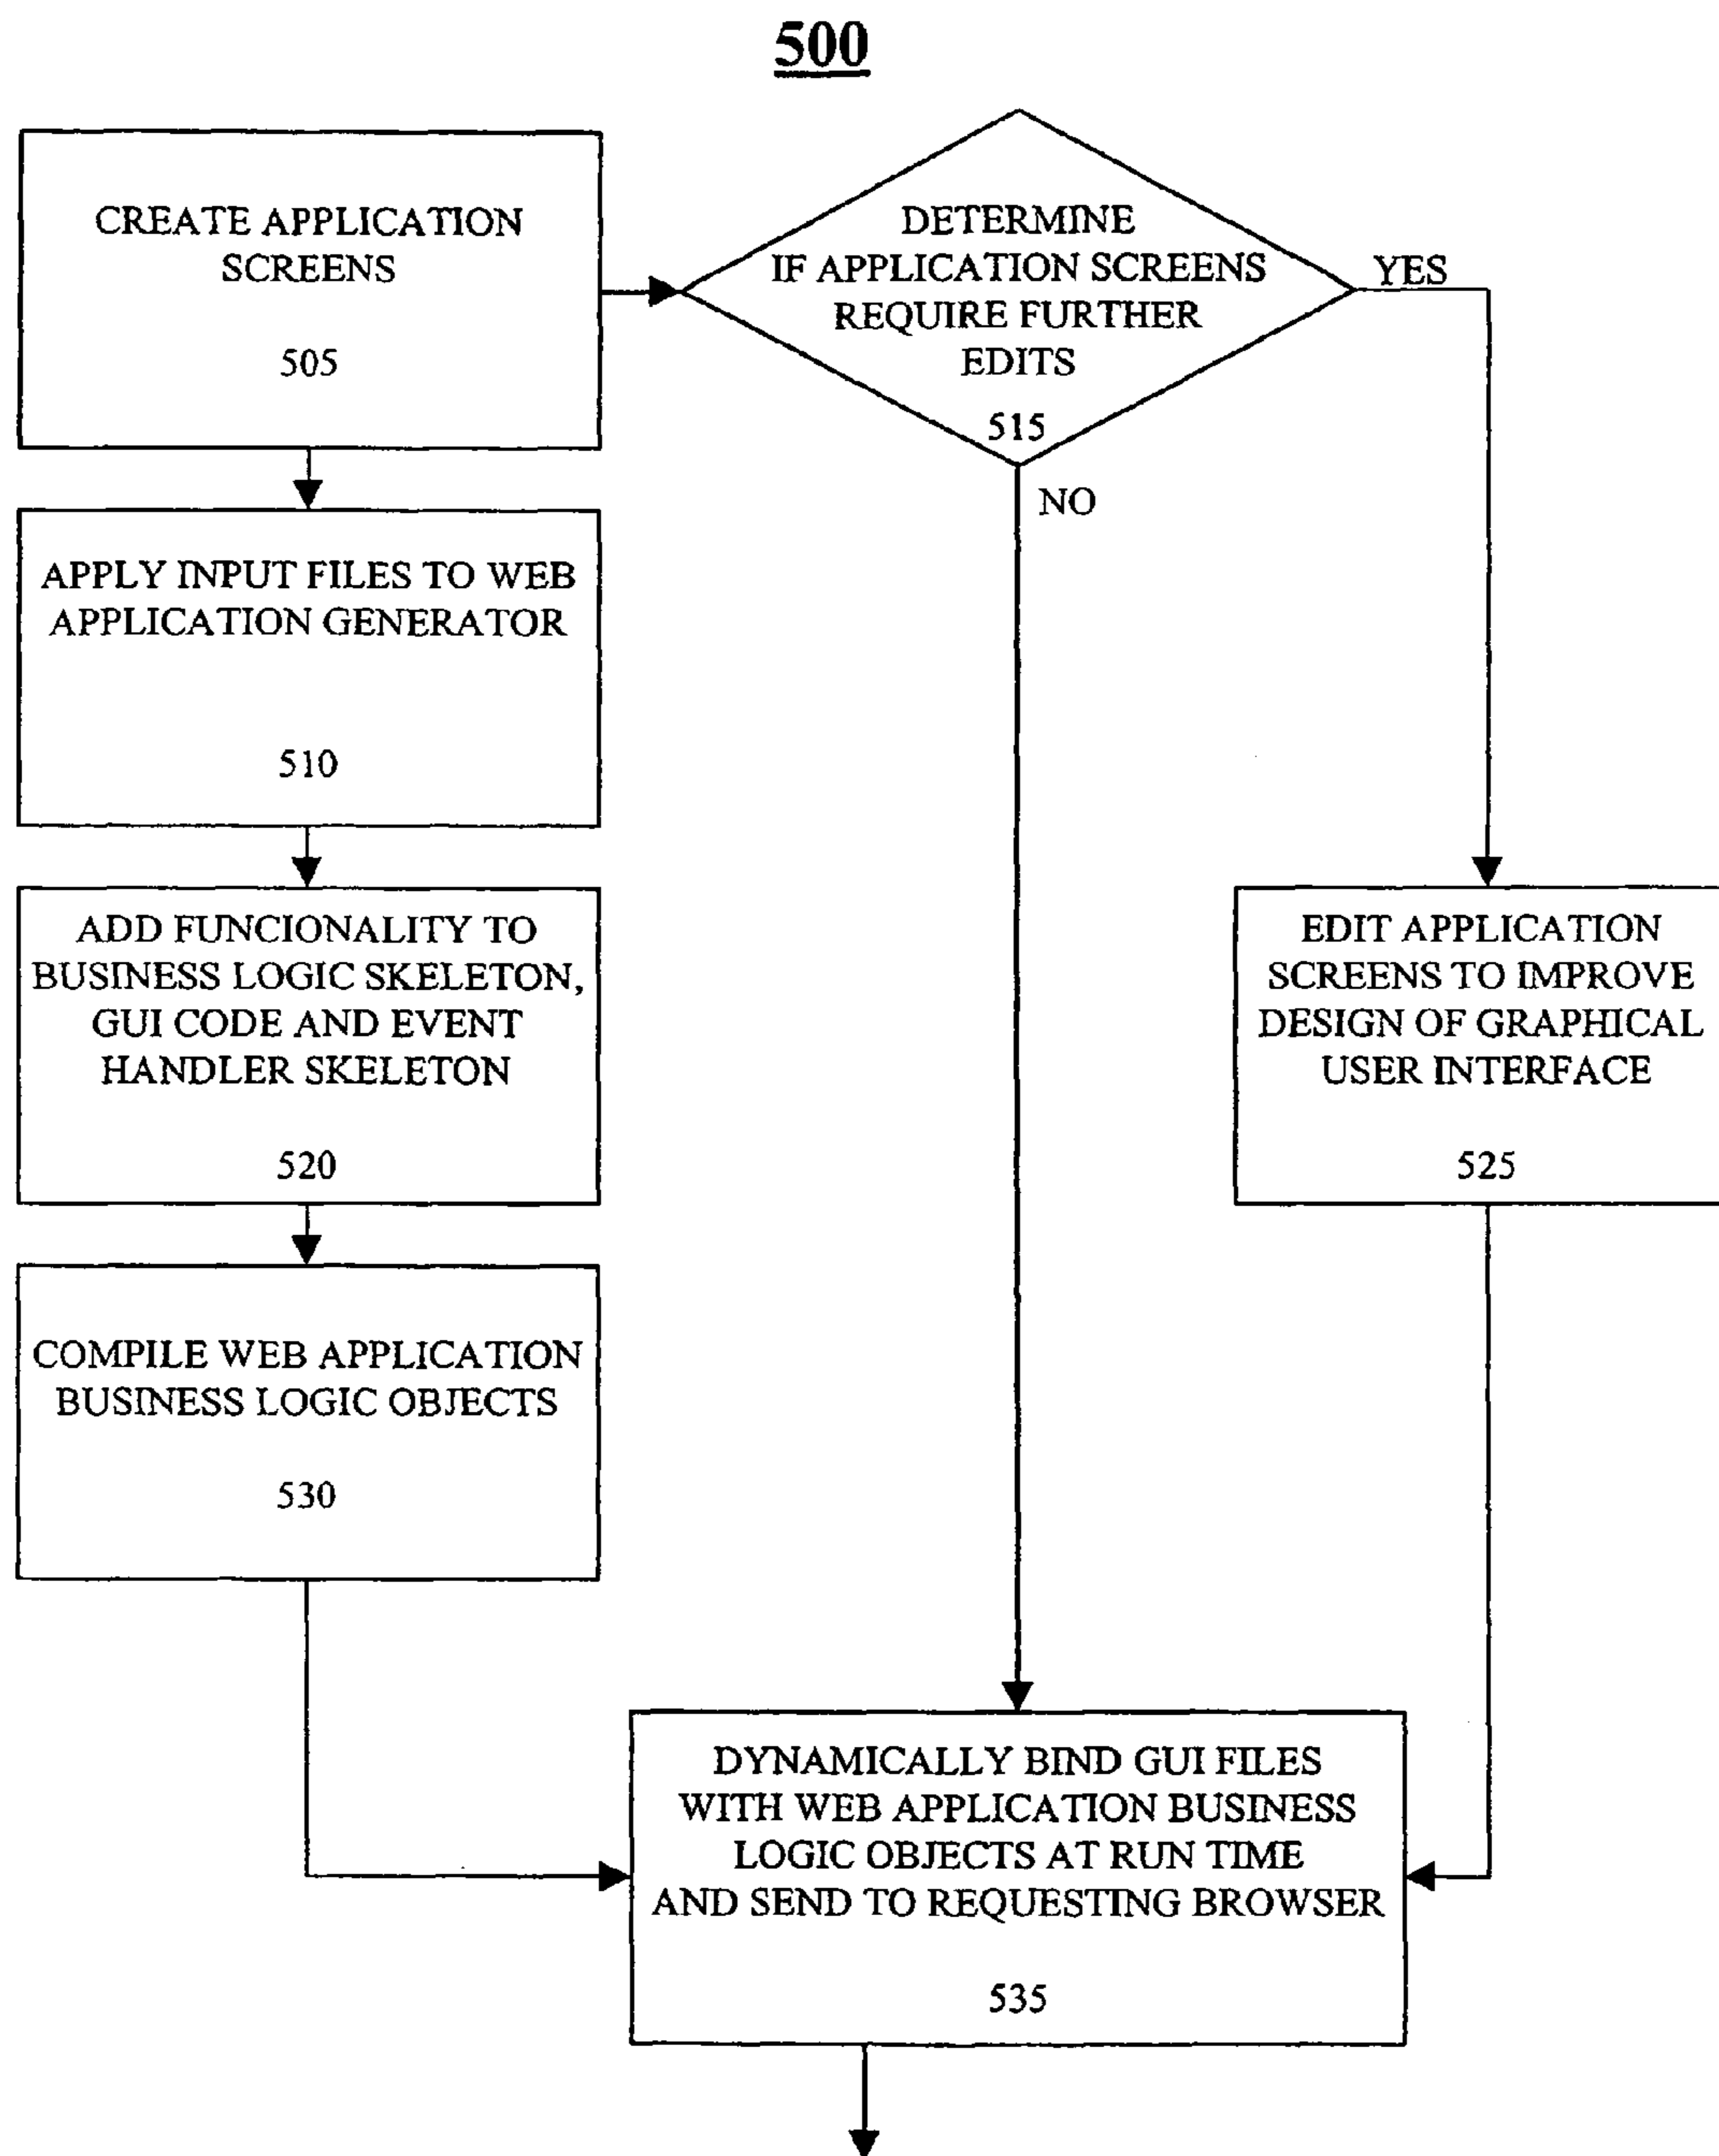 500
CREATE APPLICATION
SCREENS
505
DETERMINE
IF APPLICATION SCREENS
REQUIRE FURTHER
EDITS
515
YES
NO
APPLY INPUT FILES TO WEB
APPLICATION GENERATOR
510
ADD FUNCIONALITY TO
BUSINESS LOGIC SKELETON,
GUI CODE AND EVENT
HANDLER SKELETON
520
EDIT APPLICATION
SCREENS TO IMPROVE
DESIGN OF GRAPHICAL
USER INTERFACE
525
COMPILE WEB APPLICATION
BUSINESS LOGIC OBJECTS
530
DYNAMICALLY BIND GUI FILES
WITH WEB APPLICATION BUSINESS
LOGIC OBJECTS AT RUN TIME
AND SEND TO REQUESTING BROWSER
535